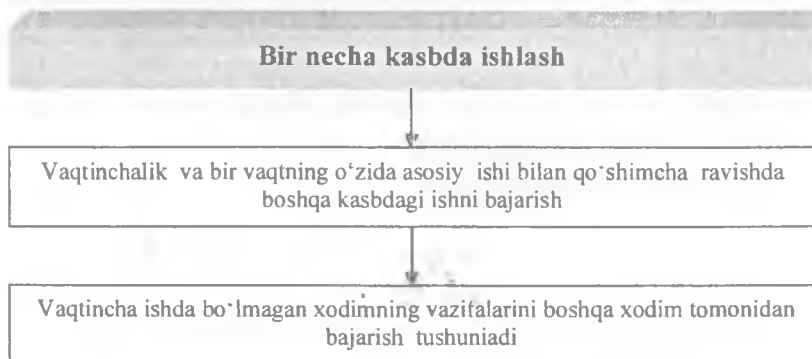 Bir necha kasbda ishlash
Vaqtinchalik va bir vaqtning o‘zida asosiy ishi bilan qo‘shimcha ravishda
boshqa kasbdagi ishni bajarish
Vaqtincha ishda bo‘lmagan xodimning vazifalarini boshqa xodim tomonidan
bajarish tushuniadi